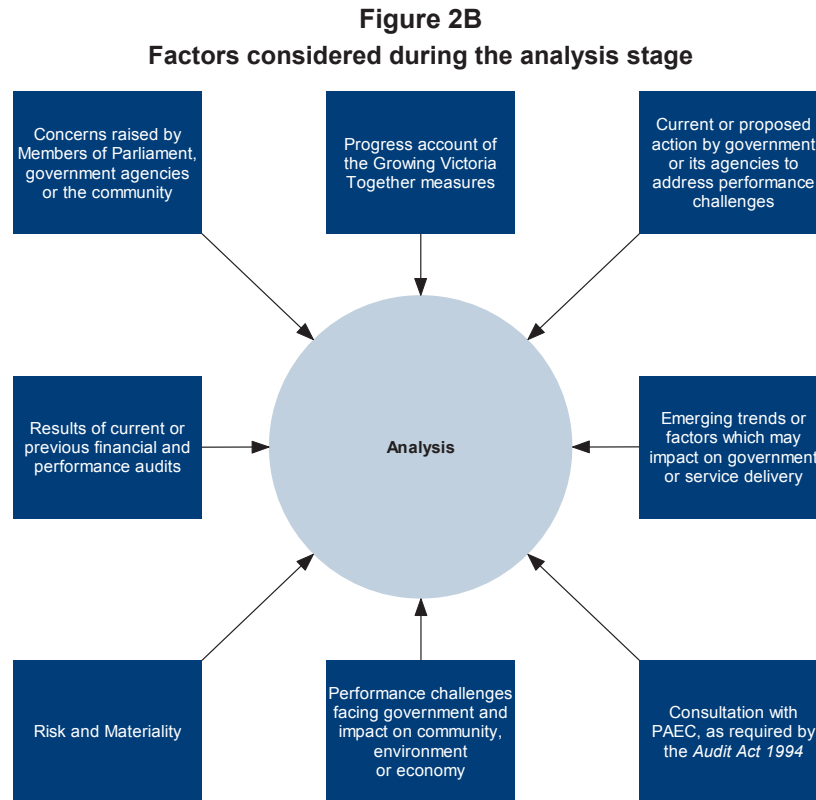 Figure 2B
Factors considered during the analysis stage
Concerns raised by
Members of Parliament,
government agencies
or the community
Progress account of
the Growing Victoria
Together measures
Current or proposed
action by government
or its agencies to
address performance
challenges
Results of current or
previous financial and
performance audits
Analysis
Emerging trends or
factors which may
impact on government
or service delivery
Risk and Materiality
Performance challenges
facing government and
impact on community,
environment
or economy
Consultation with
PAEC, as required by
the Audit Act 1994